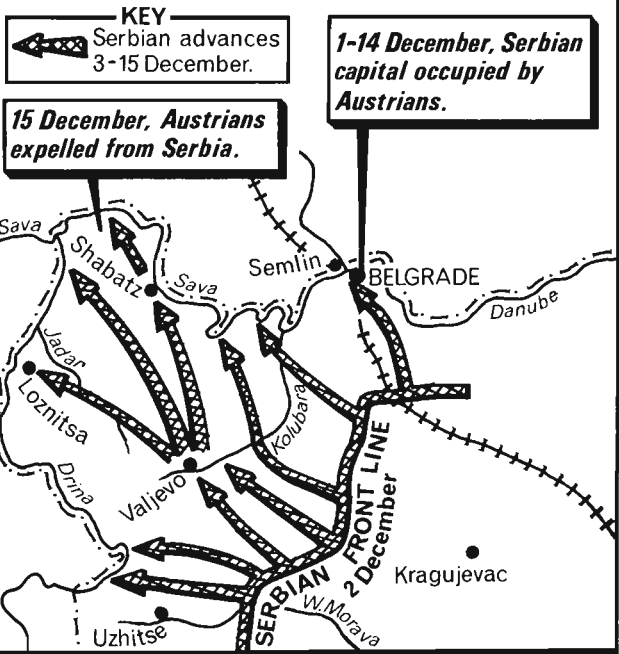 KEY
Serbian advances
3-15 December.
1-14 December, Serbian
capital occupied by
Austrians.
15 December, Austrians
expelled from Serbia.
Sava
Shabatz
Sava
Semlin
BELGRADE
Danube
Jadar
Loznitsa
Kolubara
Drina
Valjevo
SERBIAN FRONT LINE
2 December
Kragujevac
W. Morava
Uzhitse